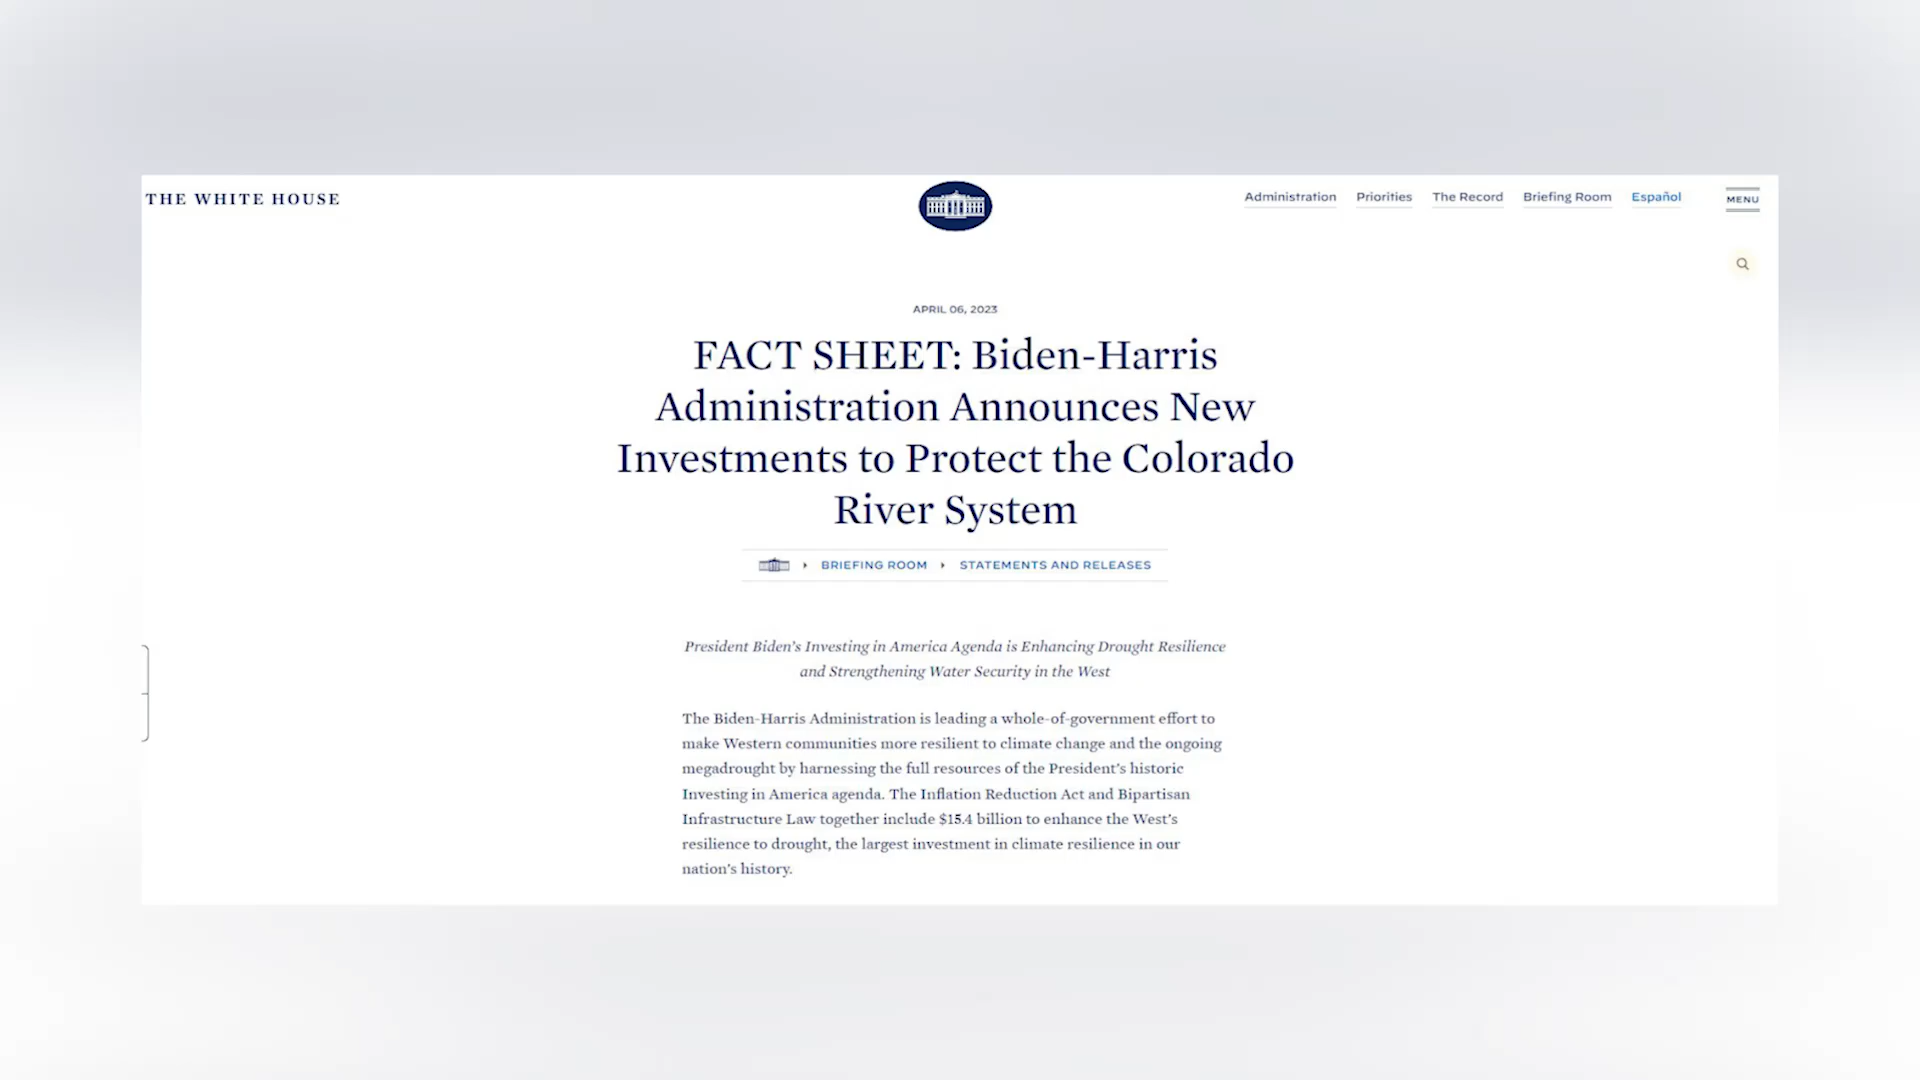 THE WHITE HOUSE
Administration Priorities The Record Briefing Room Español MENU
APRIL 06, 2023
FACT SHEET: Biden-Harris
Administration Announces New
Investments to Protect the Colorado
River System
BRIEFING ROOM STATEMENTS AND RELEASES
President Biden’s Investing in America Agenda is Enhancing Drought Resilience
and Strengthening Water Security in the West
The Biden-Harris Administration is leading a whole-of-government effort to
make Western communities more resilient to climate change and the ongoing
megadrought by harnessing the full resources of the President’s historic
Investing in America agenda. The Inflation Reduction Act and Bipartisan
Infrastructure Law together include $15.4 billion to enhance the West’s
resilience to drought, the largest investment in climate resilience in our
nation’s history.